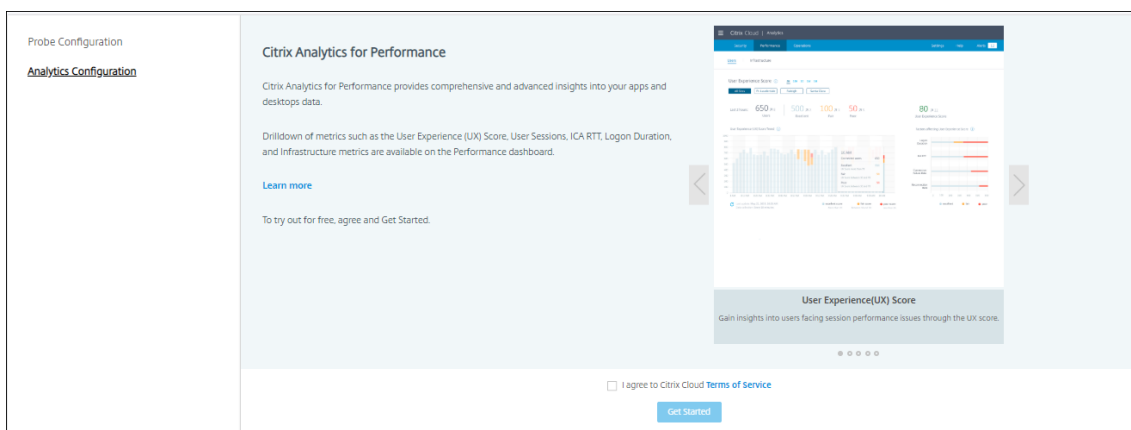 Probe Configuration
Analytics Configuration
Citrix Analytics for Performance
Citrix Analytics for Performance provides comprehensive and advanced insights into your apps and
desktops data.
Drilldown of metrics such as the User Experience (UX) Score, User Sessions, ICA RTT, Logon Duration,
and Infrastructure metrics are available on the Performance dashboard.
Learn more
To try out for free, agree and Get Started.
Citrix Cloud | Analytics
Security Performance Operations
User Experience Score
650
500
100
50
80
User Experience(UX) Score
Gain insights into users facing session performance issues through the UX score.
I agree to Citrix Cloud Terms of Service
Get Started